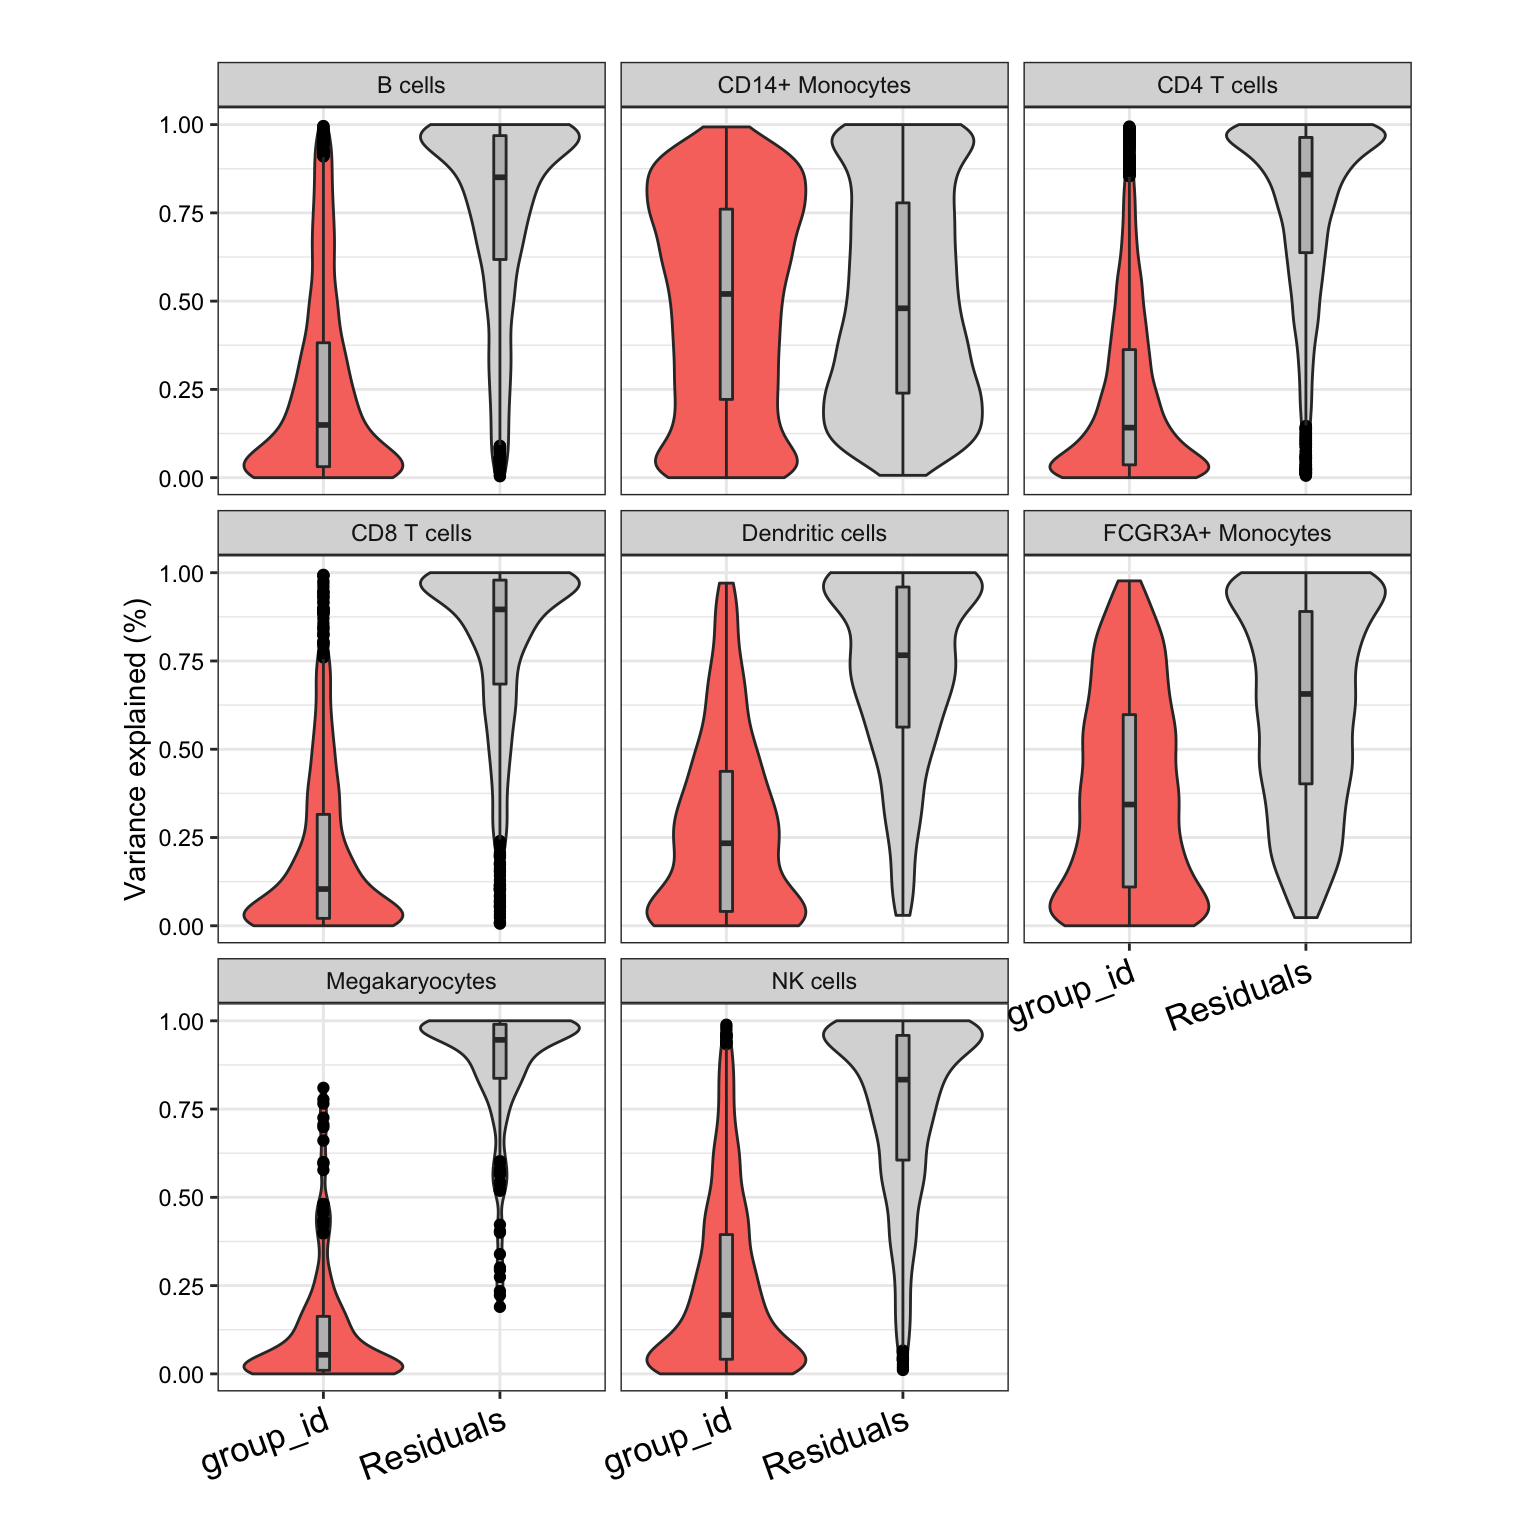 B cells
CD14+ Monocytes
CD4 T cells
1.00
0.75
0.50
0.25
0.00
CD8 T cells
Dendritic cells
FCGR3A+ Monocytes
Variance explained (%)
1.00
0.75
0.50
0.25
0.00
group_id
Residuals
Megakaryocytes
NK cells
1.00
0.75
0.50
0.25
0.00
group_id
Residuals
group_id
Residuals